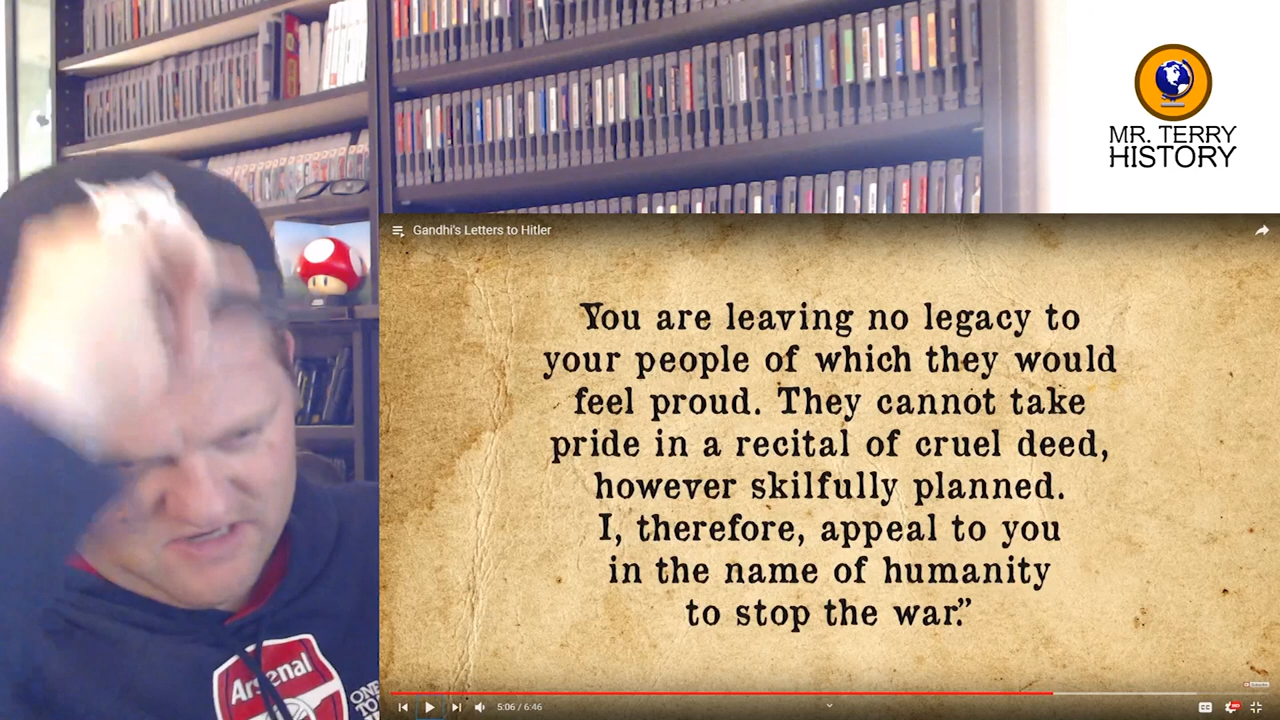 MR. TERRY
HISTORY
Gandhi's Letters to Hitler
You are leaving no legacy to
your people of which they would
feel proud. They cannot take
pride in a recital of cruel deed,
however skilfully planned.
I, therefore, appeal to you
in the name of humanity
to stop the war.”
Arsenal
5:06 / 6:46
CC
HD